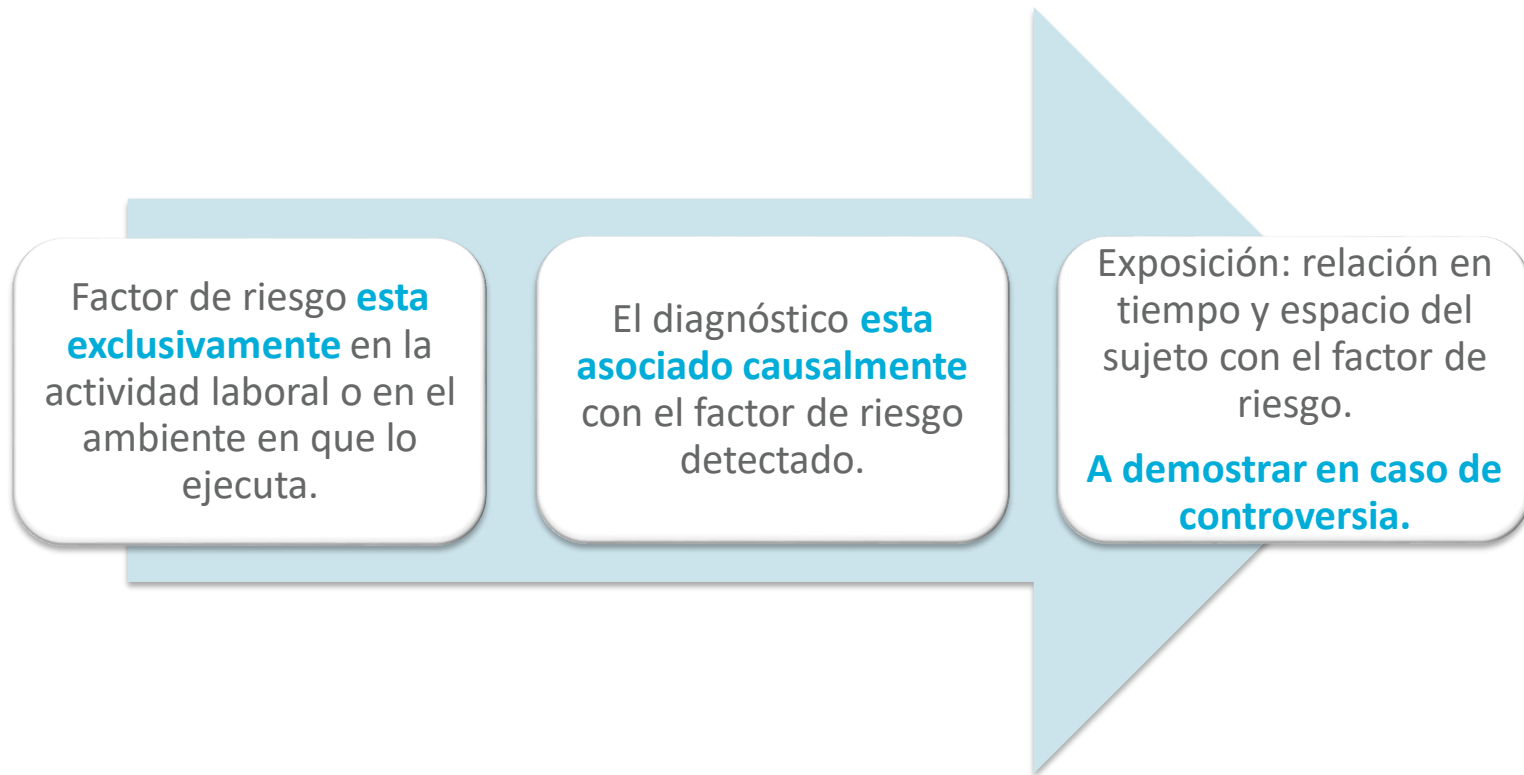 Factor de riesgo esta
exclusivamente en la
actividad laboral o en el
ambiente en que lo
ejecuta.
El diagnóstico esta
asociado causalmente
con el factor de riesgo
detectado.
Exposición: relación en
tiempo y espacio del
sujeto con el factor de
riesgo.
A demostrar en caso de
controversia.